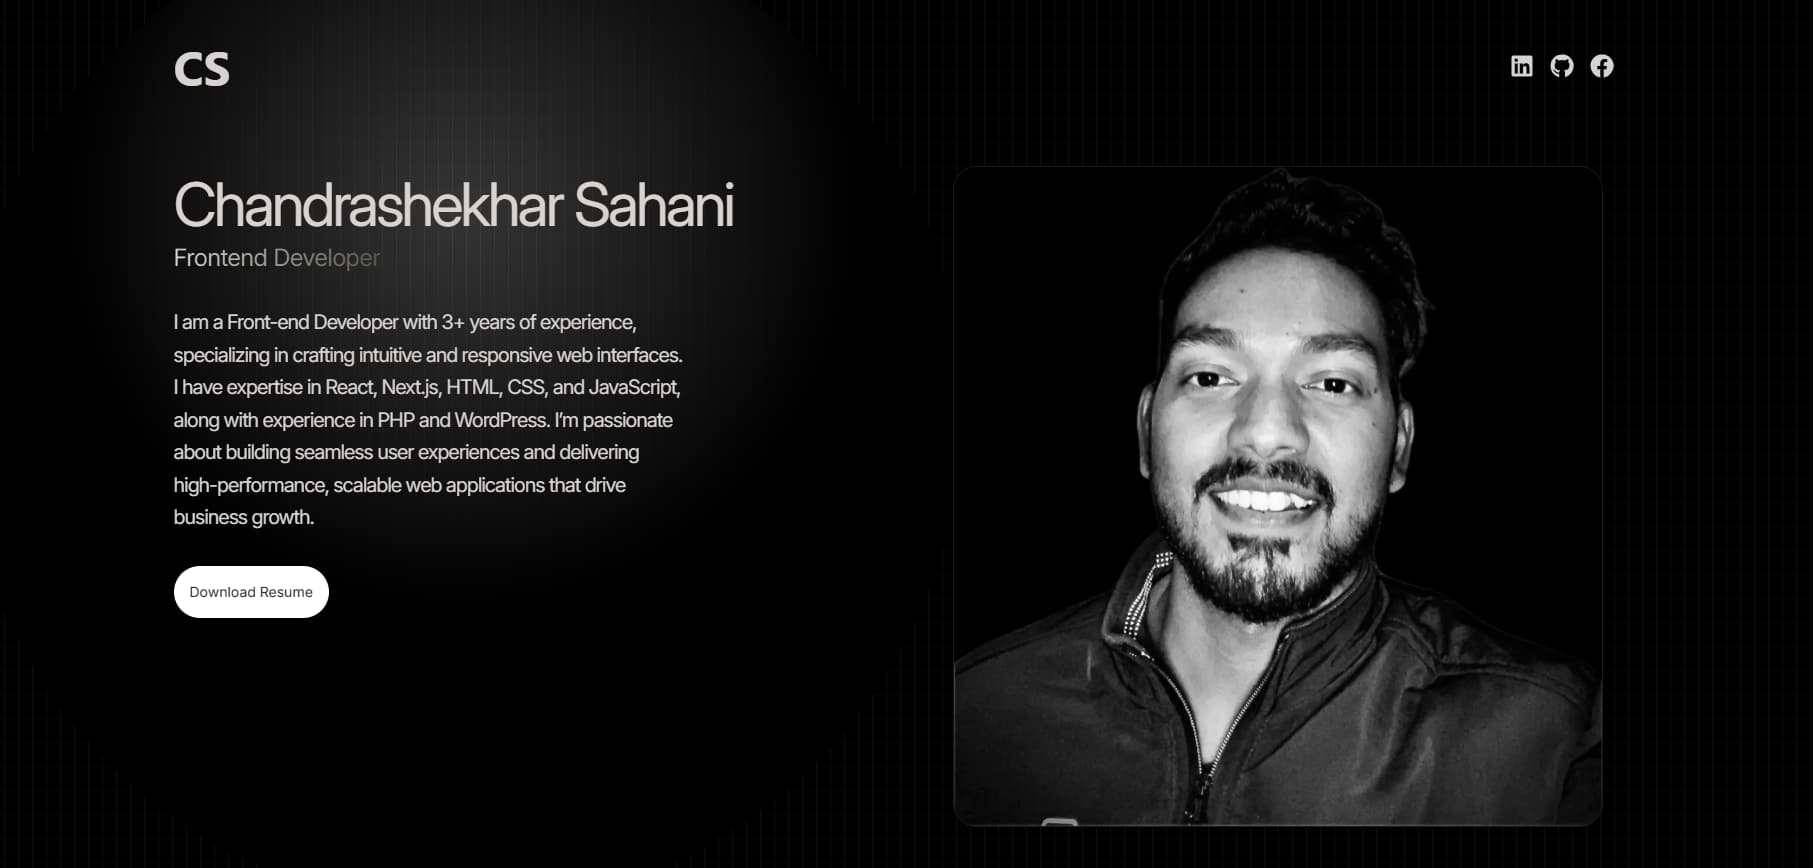 CS
Chandrashekhar Sahani
Frontend Developer
I am a Front-end Developer with 3+ years of experience,
specializing in crafting intuitive and responsive web interfaces.
I have expertise in React, Next.js, HTML, CSS, and JavaScript,
along with experience in PHP and WordPress. I’m passionate
about building seamless user experiences and delivering
high-performance, scalable web applications that drive
business growth.
Download Resume